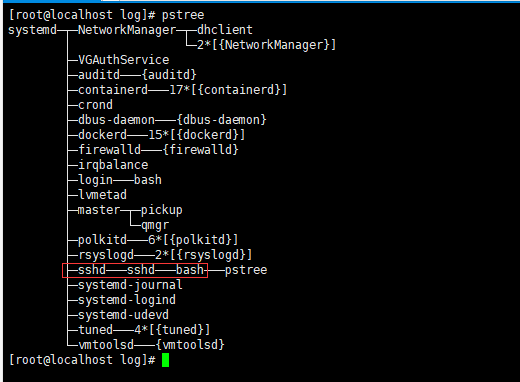 [root@localhost log]# pstree
systemd─┬─NetworkManager─┬─dhclient
        │                └─2*[{NetworkManager}]
        ├─VGAuthService
        ├─auditd───{auditd}
        ├─containerd───17*[{containerd}]
        ├─crond
        ├─dbus-daemon───{dbus-daemon}
        ├─dockerd───15*[{dockerd}]
        ├─firewalld───{firewalld}
        ├─irqbalance
        ├─login───bash
        ├─lvmetad
        ├─master─┬─pickup
        │        └─qmgr
        ├─polkitd───6*[{polkitd}]
        ├─rsyslogd───2*[{rsyslogd}]
        ├─sshd───sshd───bash───pstree
        ├─systemd-journal
        ├─systemd-logind
        ├─systemd-udevd
        ├─tuned───4*[{tuned}]
        └─vmtoolsd───{vmtoolsd}
[root@localhost log]#